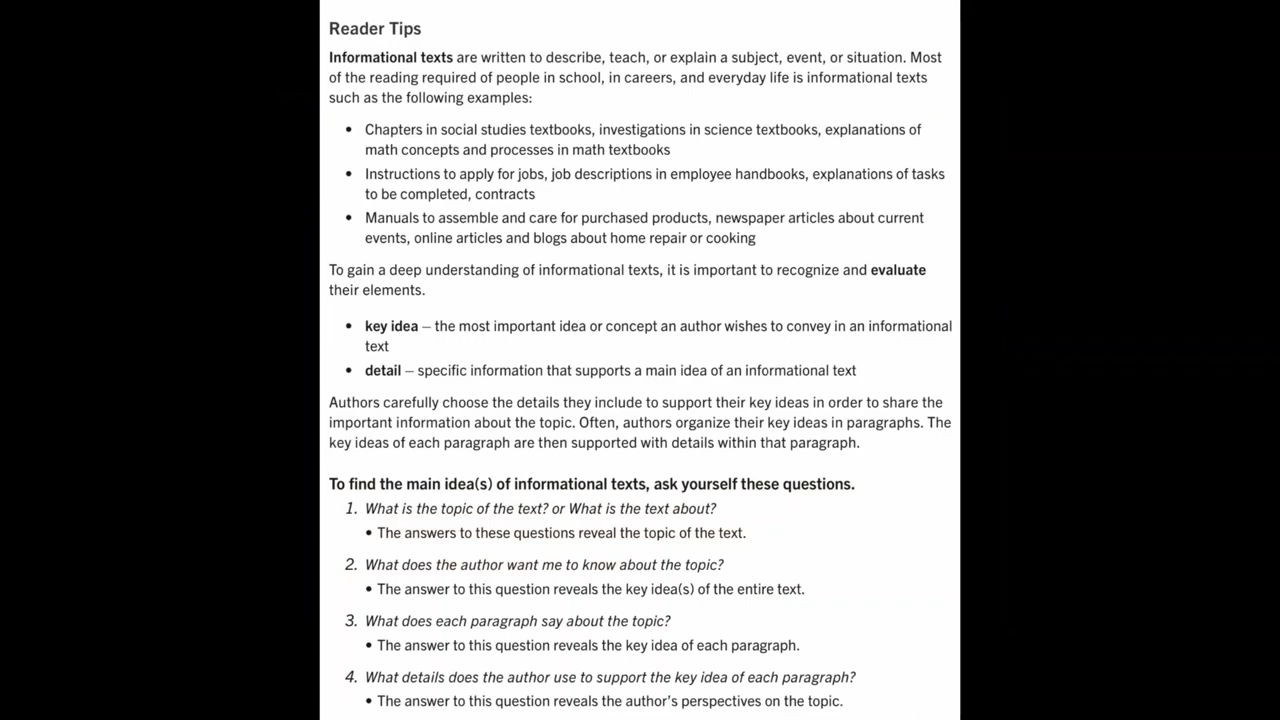 Reader Tips
Informational texts are written to describe, teach, or explain a subject, event, or situation. Most
of the reading required of people in school, in careers, and everyday life is informational texts
such as the following examples:
• Chapters in social studies textbooks, investigations in science textbooks, explanations of
math concepts and processes in math textbooks
• Instructions to apply for jobs, job descriptions in employee handbooks, explanations of tasks
to be completed, contracts
• Manuals to assemble and care for purchased products, newspaper articles about current
events, online articles and blogs about home repair or cooking
To gain a deep understanding of informational texts, it is important to recognize and evaluate
their elements.
• key idea – the most important idea or concept an author wishes to convey in an informational
text
• detail – specific information that supports a main idea of an informational text
Authors carefully choose the details they include to support their key ideas in order to share the
important information about the topic. Often, authors organize their key ideas in paragraphs. The
key ideas of each paragraph are then supported with details within that paragraph.
To find the main idea(s) of informational texts, ask yourself these questions.
1. What is the topic of the text? or What is the text about?
• The answers to these questions reveal the topic of the text.
2. What does the author want me to know about the topic?
• The answer to this question reveals the key idea(s) of the entire text.
3. What does each paragraph say about the topic?
• The answer to this question reveals the key idea of each paragraph.
4. What details does the author use to support the key idea of each paragraph?
• The answer to this question reveals the author's perspectives on the topic.